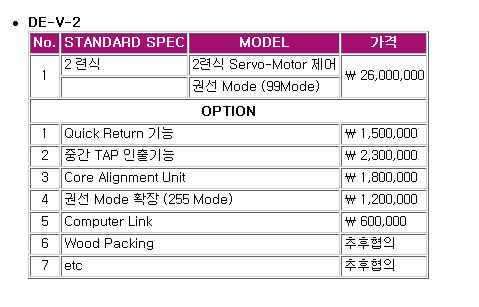 DE-V-2
No. STANDARD SPEC MODEL 가격
1 2 련식 2련식 Servo-Motor 제어 ₩ 26,000,000
권선 Mode (99Mode)
OPTION
1 Quick Return 기능 ₩ 1,500,000
2 중간 TAP 인출기능 ₩ 2,300,000
3 Core Alignment Unit ₩ 1,800,000
4 권선 Mode 확장 (255 Mode) ₩ 1,200,000
5 Computer Link ₩ 600,000
6 Wood Packing 추후협의
7 etc 추후협의